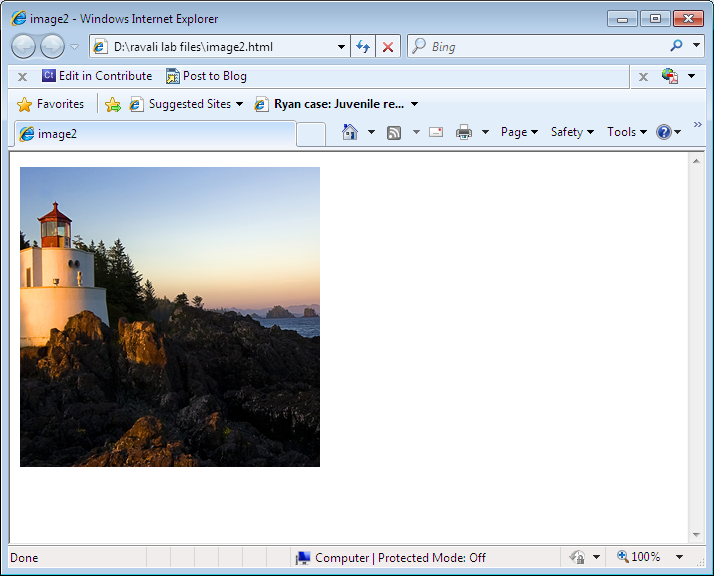 image2 - Windows Internet Explorer
D:\ravali lab files\image2.html
Bing
Ct Edit in Contribute Post to Blog
Favorites Suggested Sites Ryan case: Juvenile re...
image2 Page Safety Tools ? »
Done Computer | Protected Mode: Off 100%